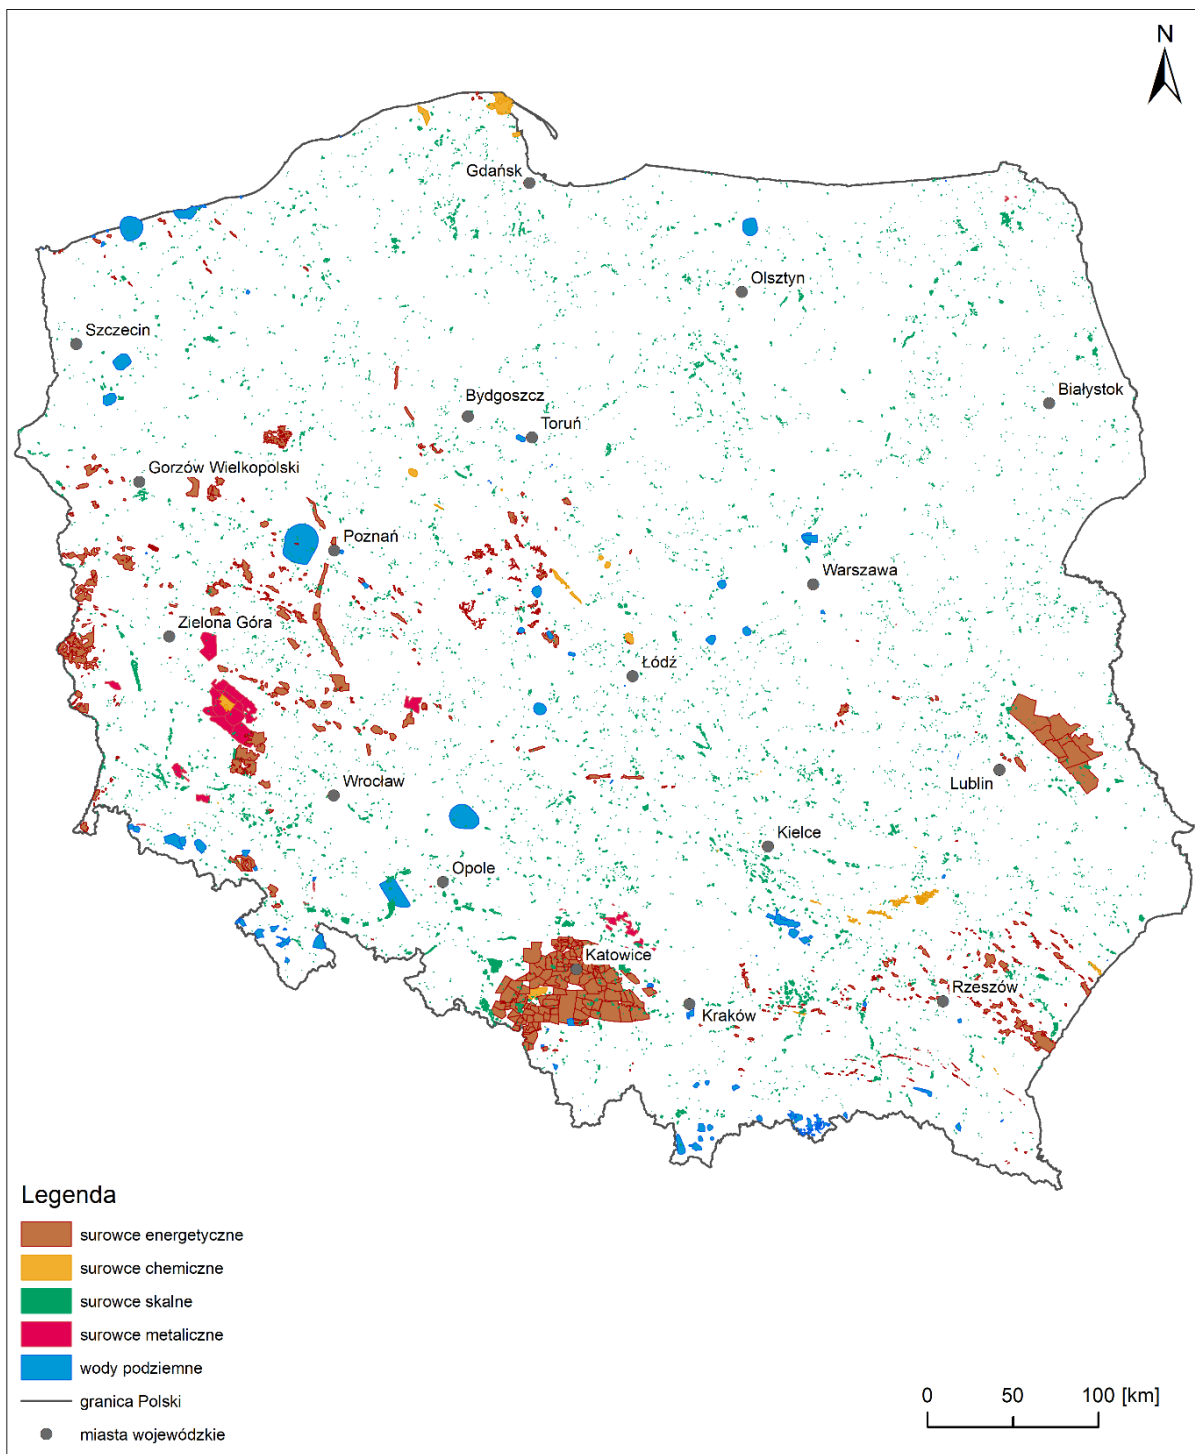 N
Gdańsk
Olsztyn
Szczecin
Białystok
Bydgoszcz
Toruń
Gorzów Wielkopolski
Poznań
Warszawa
Zielona Góra
Łódź
Lublin
Wrocław
Kielce
Opole
Katowice
Rzeszów
Kraków
Legenda
surowce energetyczne
surowce chemiczne
surowce skalne
surowce metaliczne
wody podziemne
granica Polski
miasta wojewódzkie
0 50 100 [km]